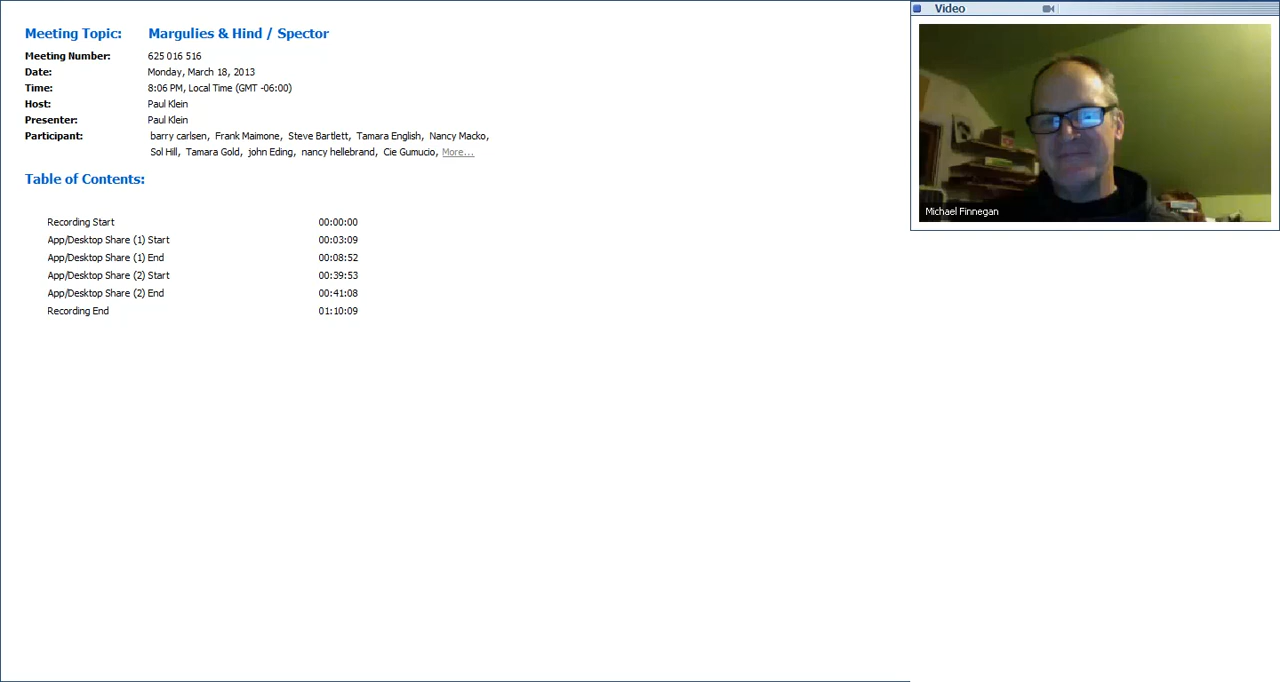 Meeting Topic: Margulies & Hind / Spector
Meeting Number: 625 016 516
Date: Monday, March 18, 2013
Time: 8:06 PM, Local Time (GMT -06:00)
Host: Paul Klein
Presenter: Paul Klein
Participant: barry carlsen, Frank Maimone, Steve Bartlett, Tamara English, Nancy Macko,
Sol Hill, Tamara Gold, john Eding, nancy hellebrand, Cie Gumucio, More...
Table of Contents:
Recording Start 00:00:00
App/Desktop Share (1) Start 00:03:09
App/Desktop Share (1) End 00:08:52
App/Desktop Share (2) Start 00:39:53
App/Desktop Share (2) End 00:41:08
Recording End 01:10:09
Video
Michael Finnegan